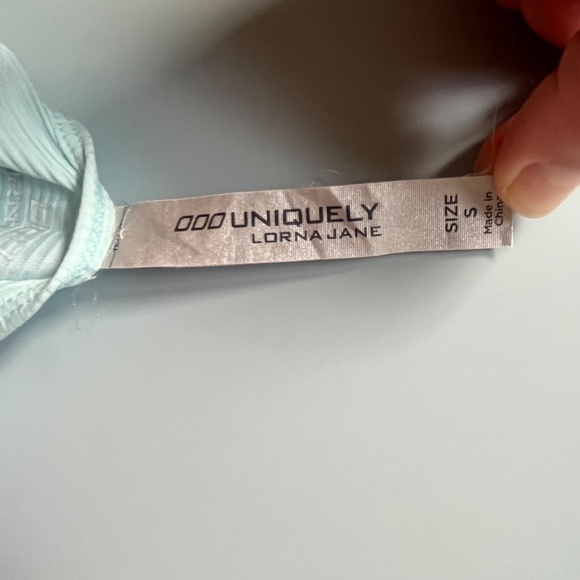 UNIQUELY
LORNA JANE
SIZE
S
Made in
China